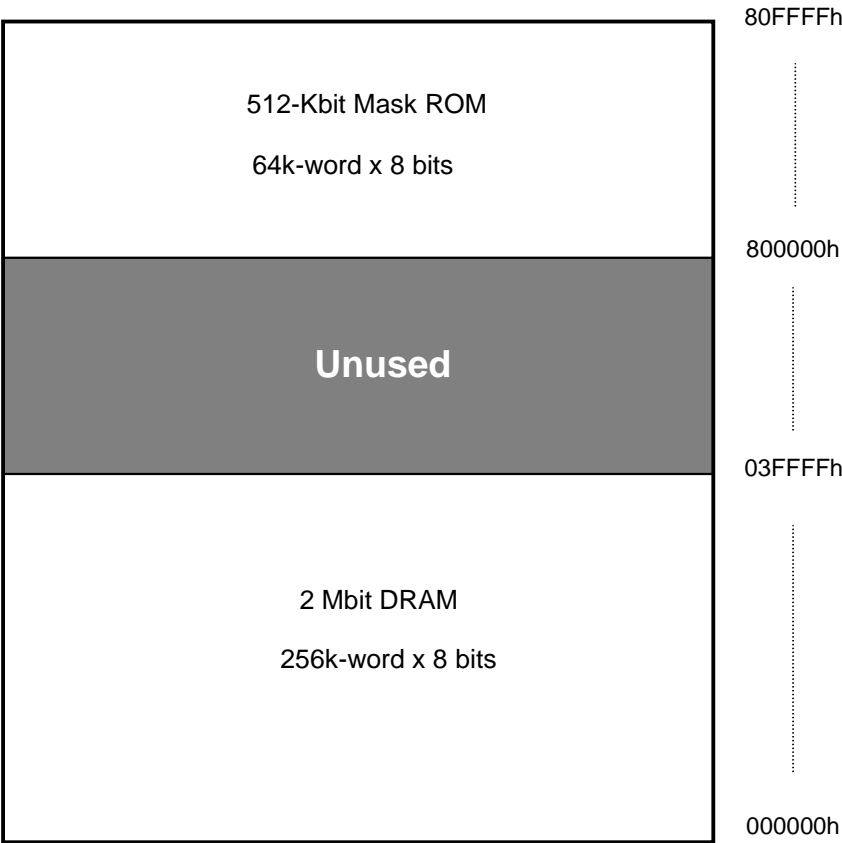 80FFFFh
512-Kbit Mask ROM
64k-word x 8 bits
800000h
Unused
03FFFFh
2 Mbit DRAM
256k-word x 8 bits
000000h